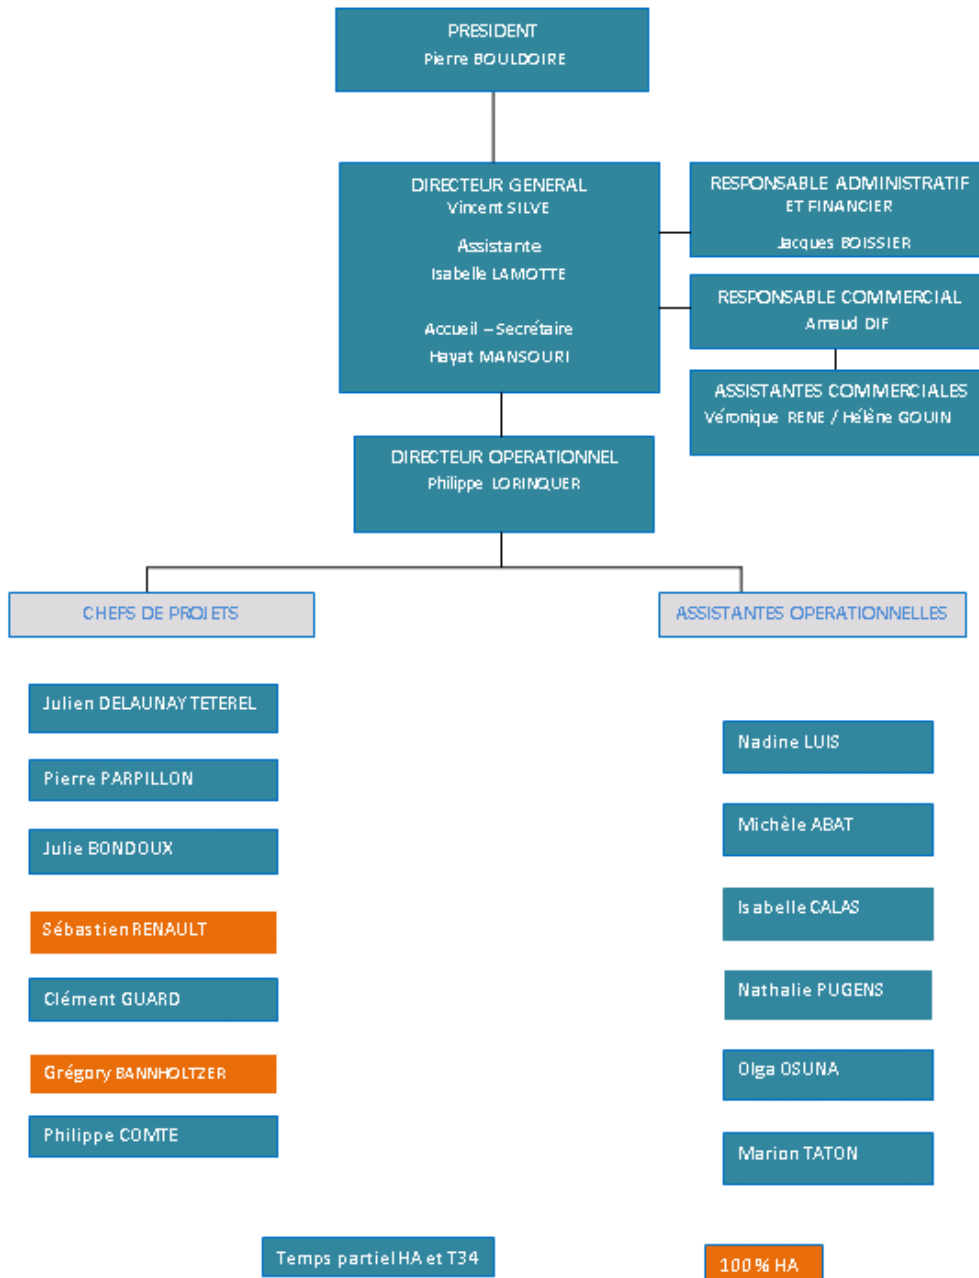 PRESIDENT
Pierre BOULDOIRE
DIRECTEUR GENERAL
Vincent SILVE
Assistante
Isabelle LAMOTTE
Accueil – Secrétaire
Hayat MANSOURI
RESPONSABLE ADMINISTRATIF
ET FINANCIER
Jacques BOISSIER
RESPONSABLE COMMERCIAL
Arnaud DIF
ASSISTANTES COMMERCIALES
Véronique RENE / Hélène GOUIN
DIRECTEUR OPERATIONNEL
Philippe LORINQUER
CHEFS DE PROJETS
Julien DELAUNAY TETEREL
Pierre PARPILLON
Julie BONDOUX
Sébastien RENAULT
Clément GUARD
Grégory BANNHOLTZER
Philippe COMTE
ASSISTANTES OPERATIONNELLES
Nadine LUIS
Michèle ABAT
Isabelle CALAS
Nathalie PUGENS
Olga OSUNA
Marion TATON
Temps partiel HA et T34
100 % HA